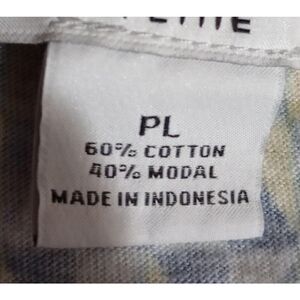 PL
60% COTTON
40% MODAL
MADE IN INDONESIA